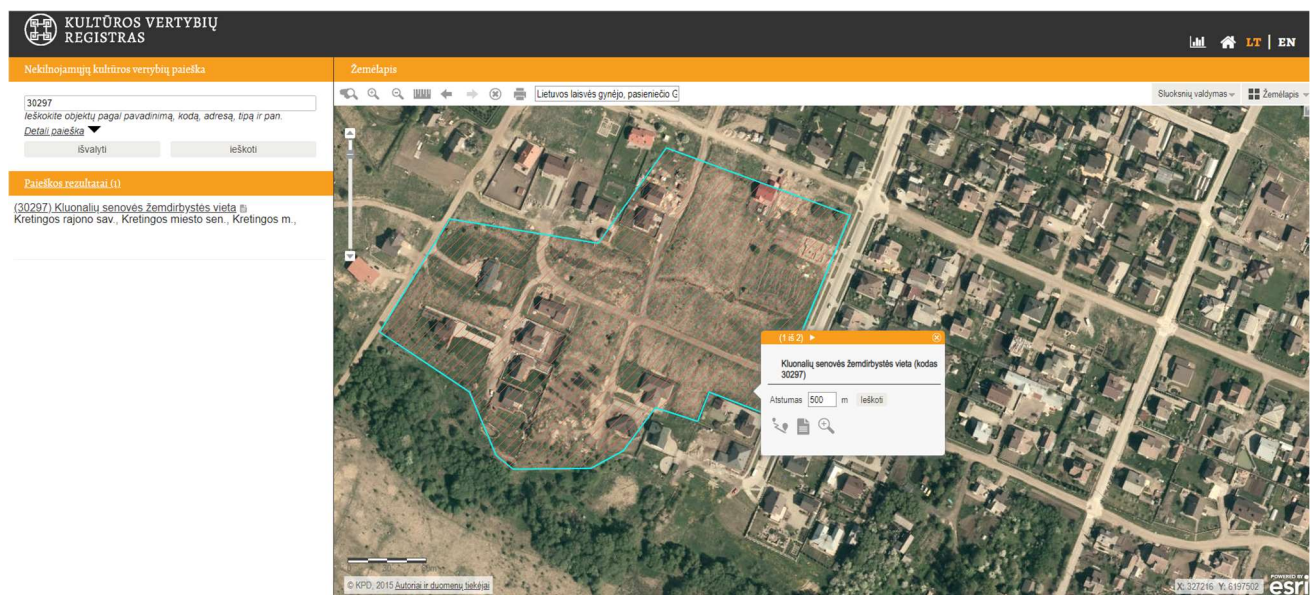 KULTŪROS VERTYBIŲ
REGISTRAS
LT | EN
Nekilnojamųjų kultūros vertybių paieška
Žemėlapis
30297
Ieškokite objektų pagal pavadinimą, kodą, adresą, tipą ir pan.
Detali paieška
išvalyti
ieškoti
Lietuvos laisvės gynėjo, pasieniečio G
Sluoksnių valdymas
Žemėlapis
Paieškos rezultatai (1)
(30297) Kluonalių senovės žemdirbystės vieta
Kretingos rajono sav., Kretingos miesto sen., Kretingos m.,
(1 iš 2)
Kluonalių senovės žemdirbystės vieta (kodas
30297)
Atstumas 500 m Ieškoti
© KPD, 2015 Autoriai ir duomenų tiekėjai
X: 327216 Y: 6197502
POWERED BY
esri